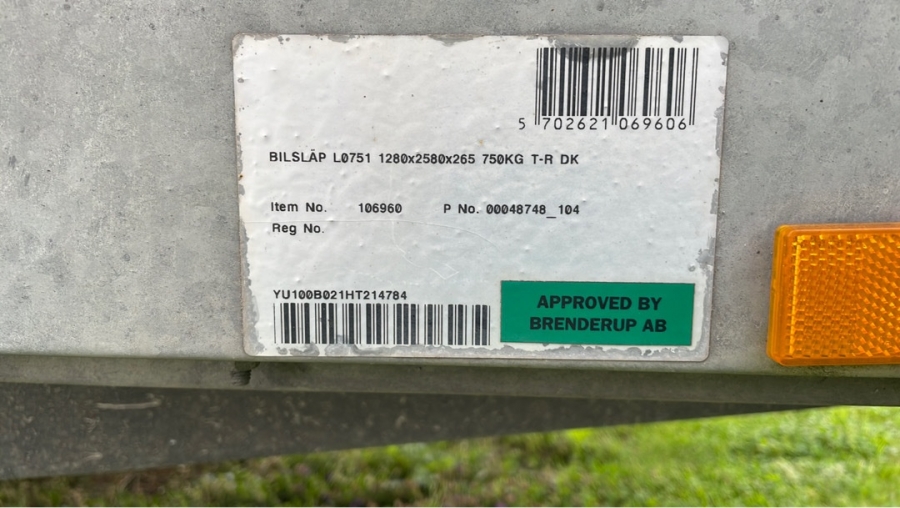 5 702621 069606
BILSLÄP L0751 1280x2580x265 750KG T-R DK
Item No. 106960 P No. 00048748_104
Reg No.
YU100B021HT214784
APPROVED BY
BRENDERUP AB